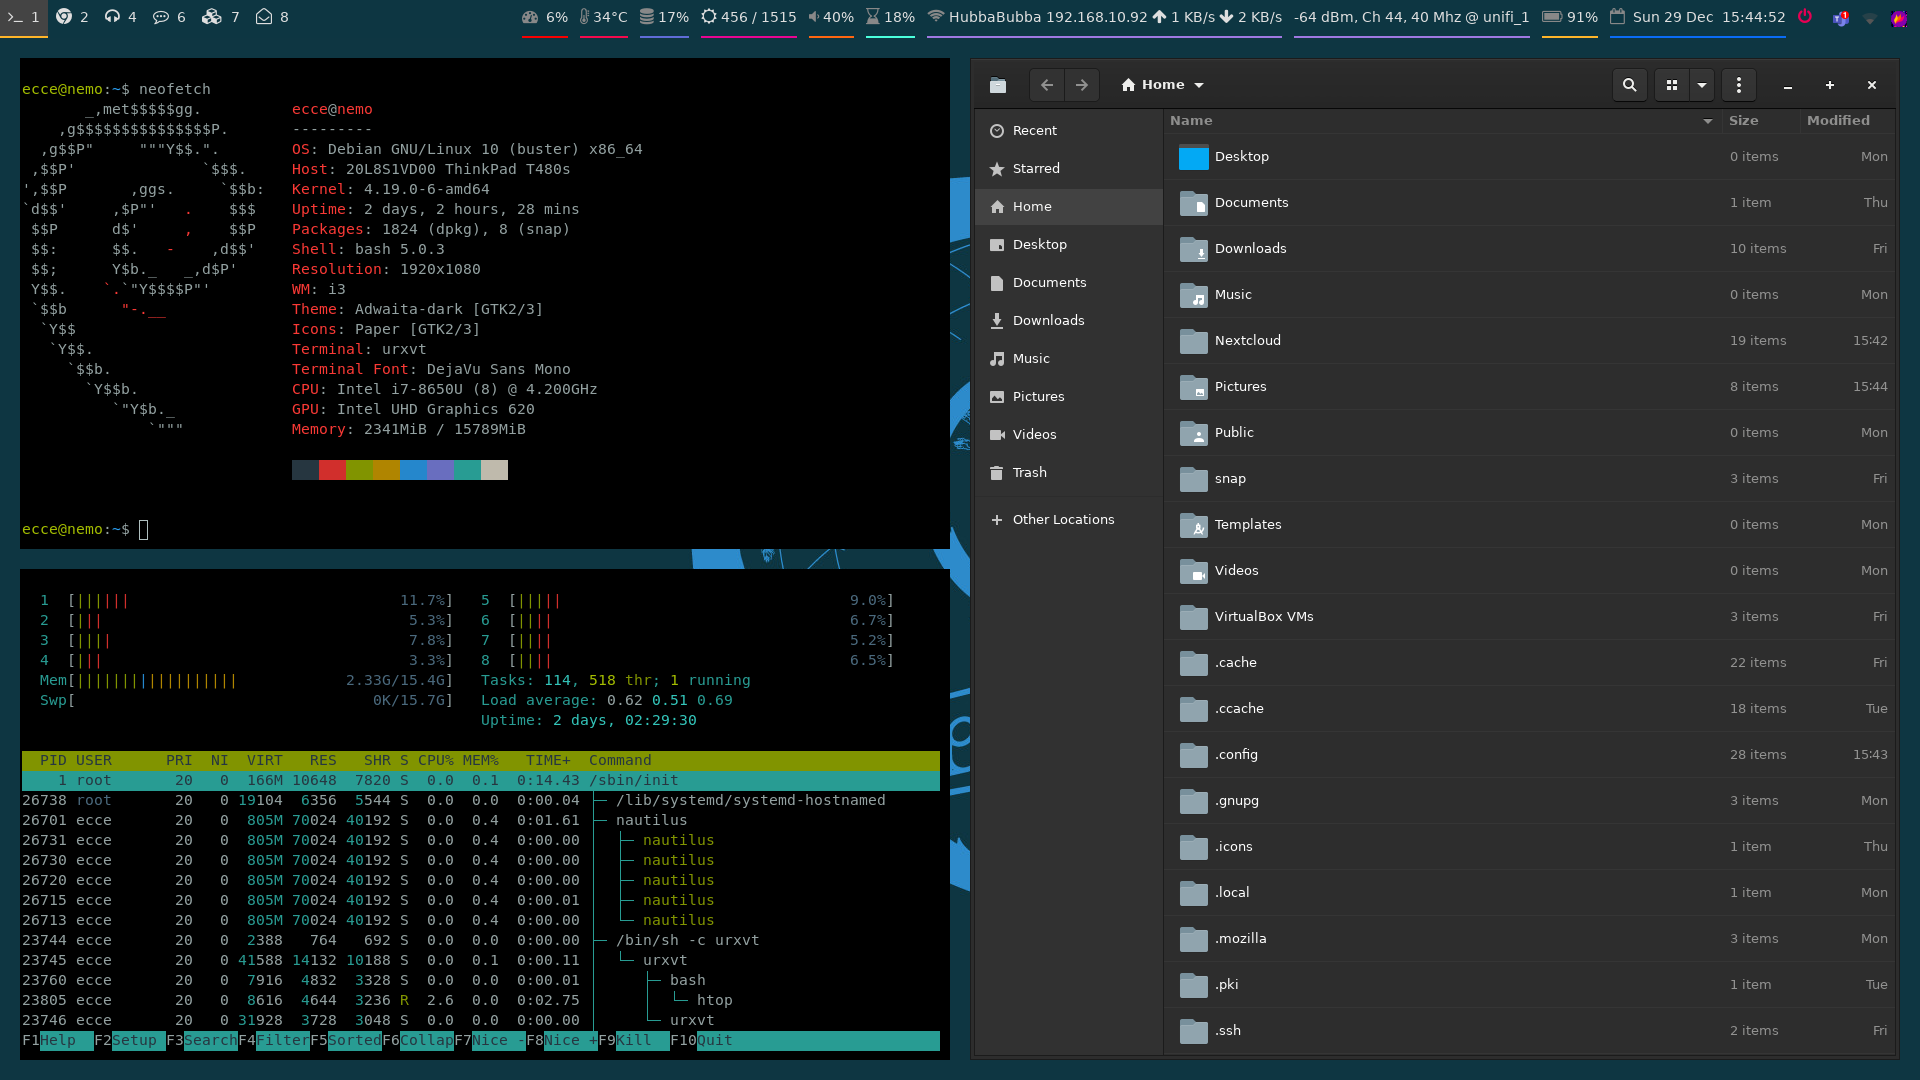 1 2 4 6 7 8 6% 34°C 17% 456 / 1515 40% 18% HubbaBubba 192.168.10.92 1 KB/s 2 KB/s -64 dBm, Ch 44, 40 Mhz @ unifi_1 91% Sun 29 Dec 15:44:52
ecce@nemo:~$ neofetch
_,met$$$$$gg. ecce@nemo
,g$$$$$$$$$$$$$$$P. ---------
,g$$P" """Y$$.". OS: Debian GNU/Linux 10 (buster) x86_64
,$$P' `$$$. Host: 20L8S1VD00 ThinkPad T480s
',$$P ,ggs. `$$b: Kernel: 4.19.0-6-amd64
`d$$' ,$P"' . $$$ Uptime: 2 days, 2 hours, 28 mins
$$P d$' , $$P Packages: 1824 (dpkg), 8 (snap)
$$: $$. - ,d$$' Shell: bash 5.0.3
$$; Y$b._ _,d$P' Resolution: 1920x1080
Y$$. `.`"Y$$$$P"' WM: i3
`$$b "-.__ Theme: Adwaita-dark [GTK2/3]
`Y$$ Icons: Paper [GTK2/3]
`Y$$. Terminal: urxvt
`$$b. Terminal Font: DejaVu Sans Mono
`Y$$b. CPU: Intel i7-8650U (8) @ 4.200GHz
`"Y$b._ GPU: Intel UHD Graphics 620
`""" Memory: 2341MiB / 15789MiB
ecce@nemo:~$
1 [|||||| 11.7%] 5 [||||| 9.0%]
2 [||| 5.3%] 6 [|||| 6.7%]
3 [|||| 7.8%] 7 [|||| 5.2%]
4 [||| 3.3%] 8 [|||| 6.5%]
Mem[|||||||||||||||||| 2.33G/15.4G] Tasks: 114, 518 thr; 1 running
Swp[ 0K/15.7G] Load average: 0.62 0.51 0.69
Uptime: 2 days, 02:29:30
PID USER PRI NI VIRT RES SHR S CPU% MEM% TIME+ Command
1 root 20 0 166M 10648 7820 S 0.0 0.1 0:14.43 /sbin/init
26738 root 20 0 19104 6356 5544 S 0.0 0.0 0:00.04 ├─ /lib/systemd/systemd-hostnamed
26701 ecce 20 0 805M 70024 40192 S 0.0 0.4 0:01.61 ├─ nautilus
26731 ecce 20 0 805M 70024 40192 S 0.0 0.4 0:00.00 │ ├─ nautilus
26730 ecce 20 0 805M 70024 40192 S 0.0 0.4 0:00.00 │ ├─ nautilus
26720 ecce 20 0 805M 70024 40192 S 0.0 0.4 0:00.00 │ ├─ nautilus
26715 ecce 20 0 805M 70024 40192 S 0.0 0.4 0:00.01 │ ├─ nautilus
26713 ecce 20 0 805M 70024 40192 S 0.0 0.4 0:00.00 │ └─ nautilus
23744 ecce 20 0 2388 764 692 S 0.0 0.0 0:00.00 ├─ /bin/sh -c urxvt
23745 ecce 20 0 41588 14132 10188 S 0.0 0.1 0:00.11 │ └─ urxvt
23760 ecce 20 0 7916 4832 3328 S 0.0 0.0 0:00.01 │ ├─ bash
23805 ecce 20 0 8616 4644 3236 R 2.6 0.0 0:02.75 │ │ └─ htop
23746 ecce 20 0 31928 3728 3048 S 0.0 0.0 0:00.00 │ └─ urxvt
F1Help F2Setup F3SearchF4FilterF5SortedF6CollapF7Nice -F8Nice +F9Kill F10Quit
Home
Recent
Starred
Home
Desktop
Documents
Downloads
Music
Pictures
Videos
Trash
+ Other Locations
Name Size Modified
Desktop 0 items Mon
Documents 1 item Thu
Downloads 10 items Fri
Music 0 items Mon
Nextcloud 19 items 15:42
Pictures 8 items 15:44
Public 0 items Mon
snap 3 items Fri
Templates 0 items Mon
Videos 0 items Mon
VirtualBox VMs 3 items Fri
.cache 22 items Fri
.ccache 18 items Tue
.config 28 items 15:43
.gnupg 3 items Mon
.icons 1 item Thu
.local 1 item Mon
.mozilla 3 items Mon
.pki 1 item Tue
.ssh 2 items Fri